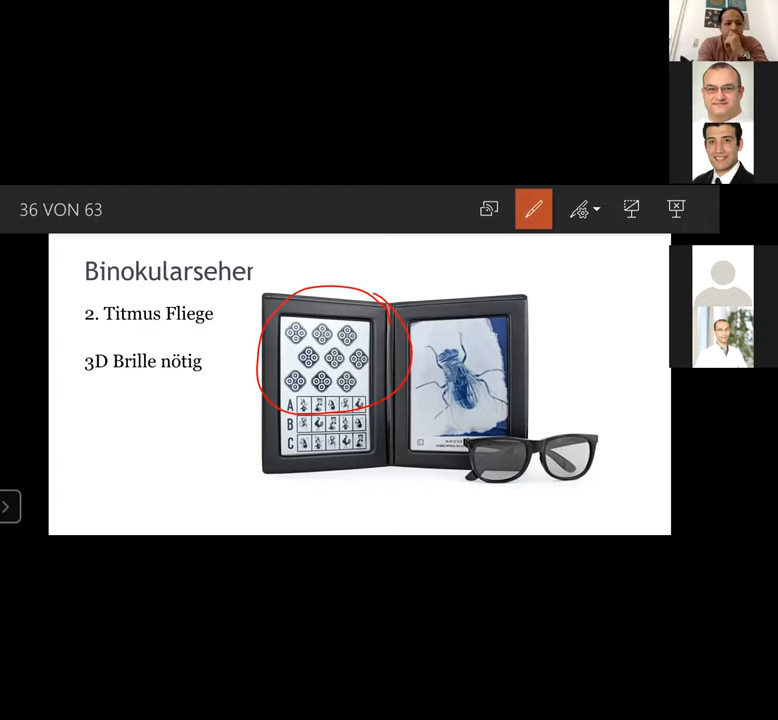 36 VON 63
Binokularseher
2. Titmus Fliege
3D Brille nötig
A
B
C